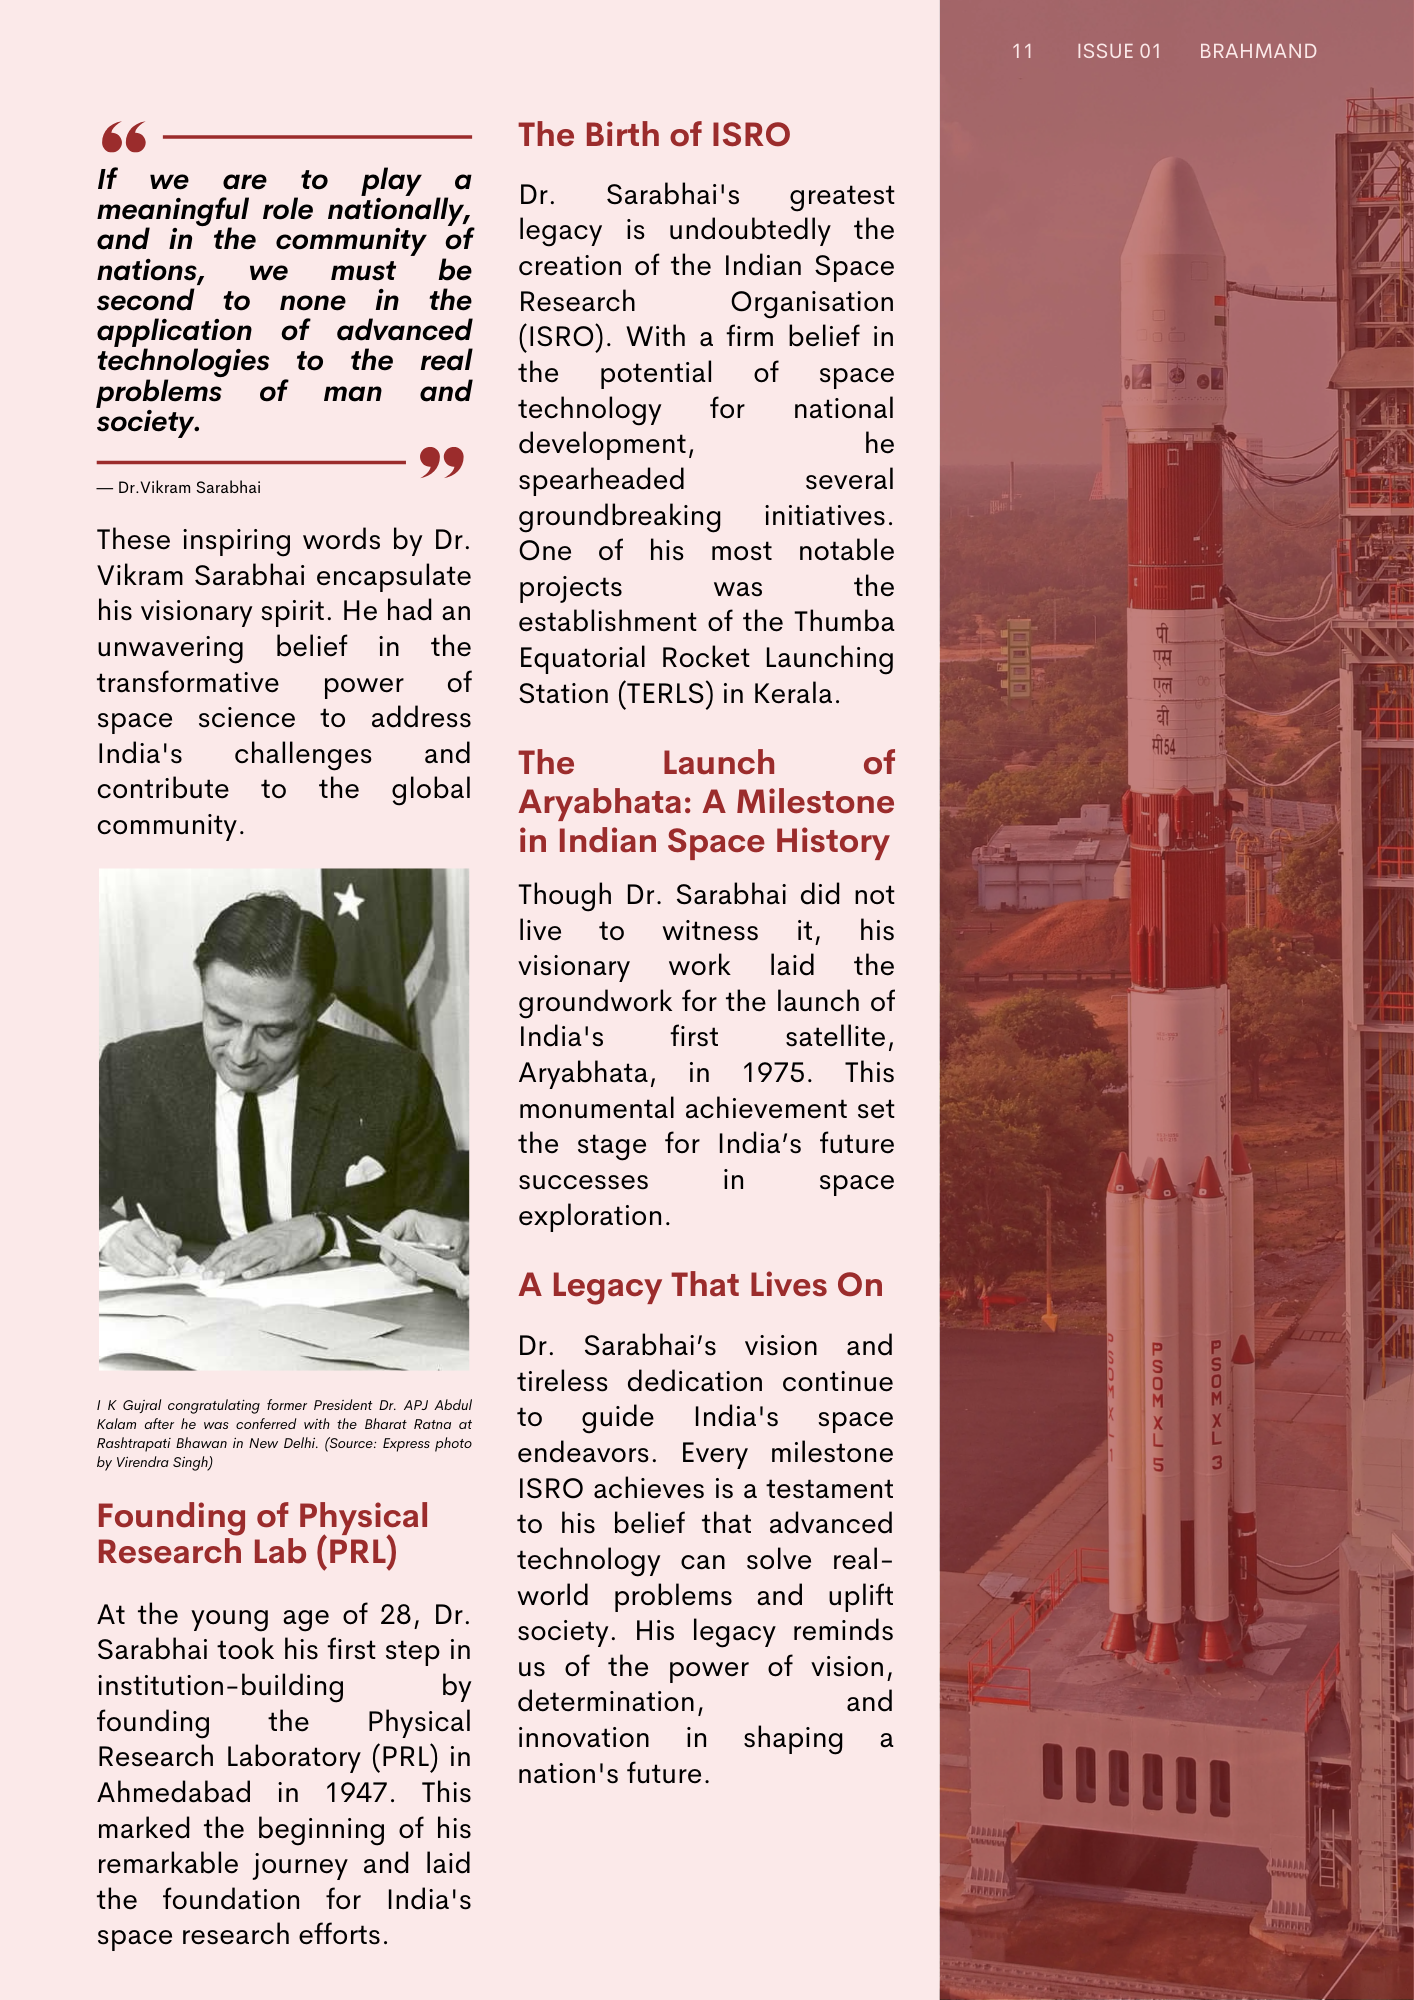 11 ISSUE 01 BRAHMAND
“
If we are to play a
meaningful role nationally,
and in the community of
nations, we must be
second to none in the
application of advanced
technologies to the real
problems of man and
society.
”
— Dr.Vikram Sarabhai
These inspiring words by Dr.
Vikram Sarabhai encapsulate
his visionary spirit. He had an
unwavering belief in the
transformative power of
space science to address
India's challenges and
contribute to the global
community.
I K Gujral congratulating former President Dr. APJ Abdul
Kalam after he was conferred with the Bharat Ratna at
Rashtrapati Bhawan in New Delhi. (Source: Express photo
by Virendra Singh)
Founding of Physical
Research Lab (PRL)
At the young age of 28, Dr.
Sarabhai took his first step in
institution-building by
founding the Physical
Research Laboratory (PRL) in
Ahmedabad in 1947. This
marked the beginning of his
remarkable journey and laid
the foundation for India's
space research efforts.
The Birth of ISRO
Dr. Sarabhai's greatest
legacy is undoubtedly the
creation of the Indian Space
Research Organisation
(ISRO). With a firm belief in
the potential of space
technology for national
development, he
spearheaded several
groundbreaking initiatives.
One of his most notable
projects was the
establishment of the Thumba
Equatorial Rocket Launching
Station (TERLS) in Kerala.
The Launch of
Aryabhata: A Milestone
in Indian Space History
Though Dr. Sarabhai did not
live to witness it, his
visionary work laid the
groundwork for the launch of
India's first satellite,
Aryabhata, in 1975. This
monumental achievement set
the stage for India’s future
successes in space
exploration.
A Legacy That Lives On
Dr. Sarabhai’s vision and
tireless dedication continue
to guide India's space
endeavors. Every milestone
ISRO achieves is a testament
to his belief that advanced
technology can solve real-
world problems and uplift
society. His legacy reminds
us of the power of vision,
determination, and
innovation in shaping a
nation's future.
पी
एस
एल
वी
सी54
PSOM XL 1
PSOM XL 5
PSOM XL 3